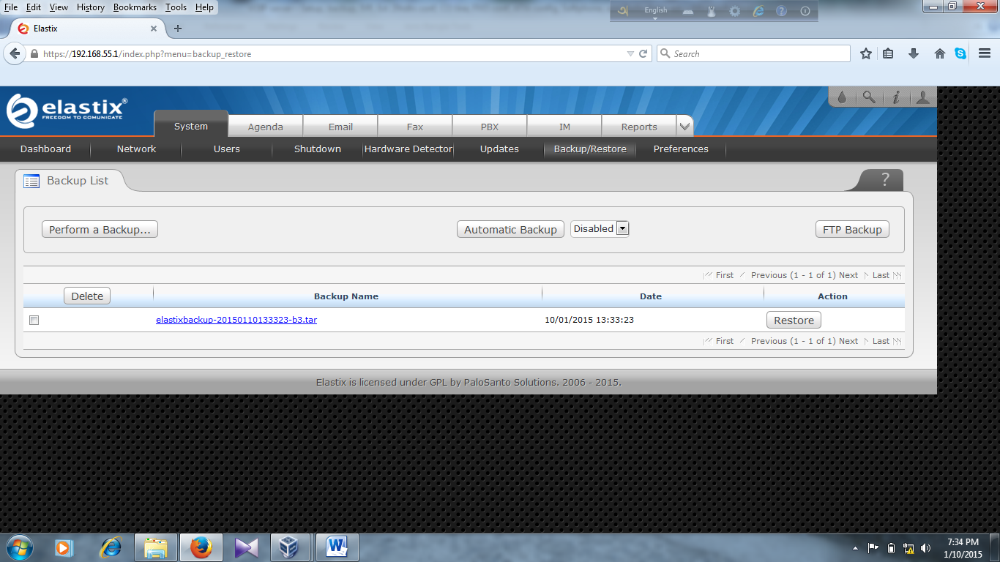 File Edit View History Bookmarks Tools Help
English
Elastix
https://192.168.55.1/index.php?menu=backup_restore
Search
elastix®
FREEDOM TO COMUNICATE
System Agenda Email Fax PBX IM Reports
Dashboard Network Users Shutdown Hardware Detector Updates Backup/Restore Preferences
Backup List
?
Perform a Backup... Automatic Backup Disabled FTP Backup
First Previous (1 - 1 of 1) Next Last
Delete Backup Name Date Action
elastixbackup-20150110133323-b3.tar 10/01/2015 13:33:23 Restore
First Previous (1 - 1 of 1) Next Last
Elastix is licensed under GPL by PaloSanto Solutions. 2006 - 2015.
7:34 PM
1/10/2015